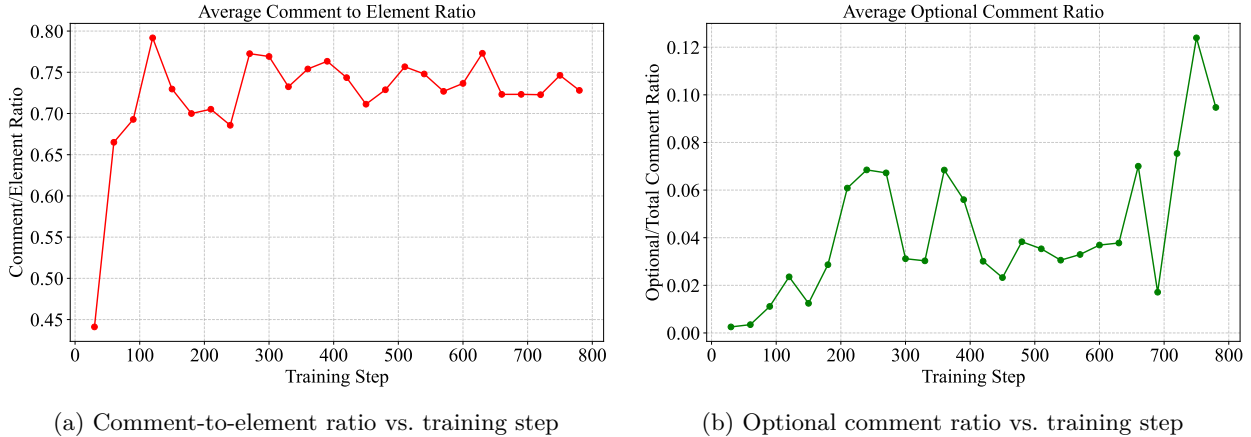 Average Comment to Element Ratio
Comment/Element Ratio
0.80
0.75
0.70
0.65
0.60
0.55
0.50
0.45
0 100 200 300 400 500 600 700 800
Training Step
(a) Comment-to-element ratio vs. training step
Average Optional Comment Ratio
Optional/Total Comment Ratio
0.12
0.10
0.08
0.06
0.04
0.02
0.00
0 100 200 300 400 500 600 700 800
Training Step
(b) Optional comment ratio vs. training step